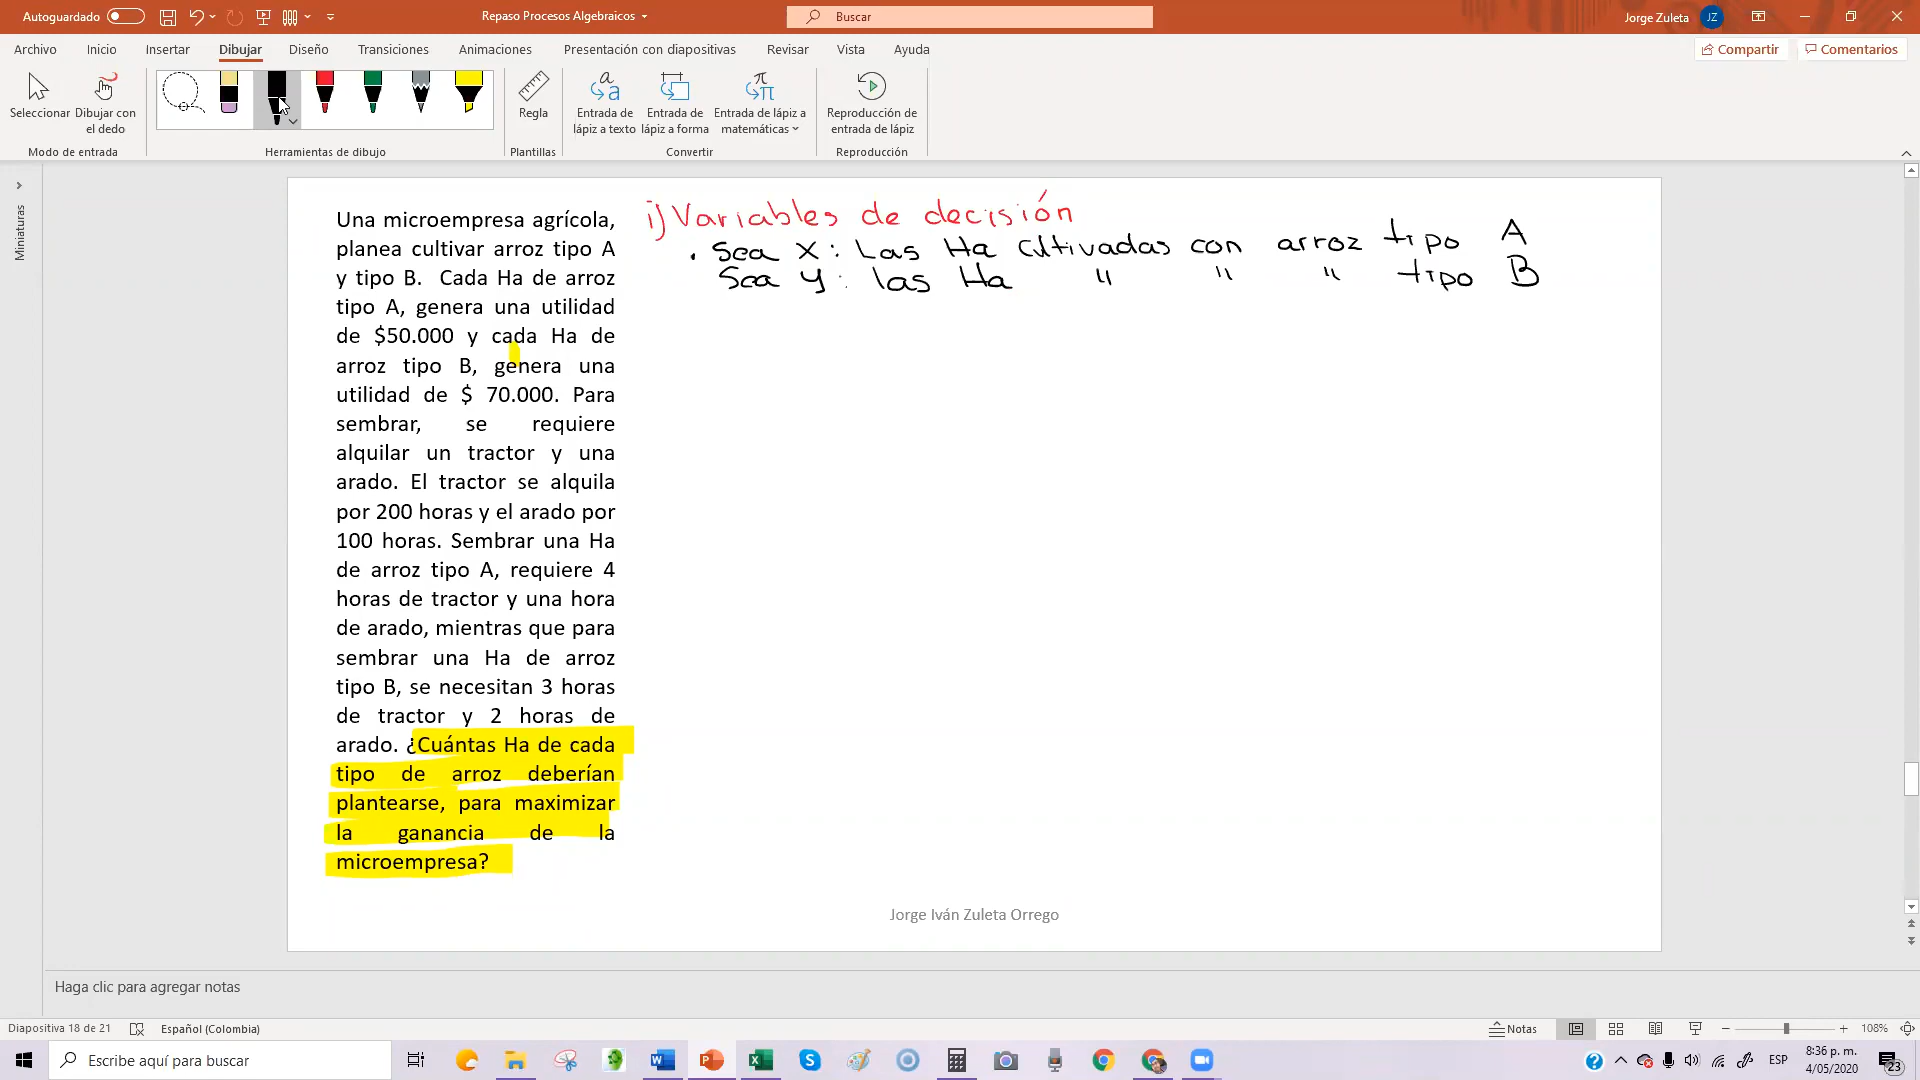 Autoguardado
Repaso Procesos Algebraicos
Buscar
Jorge Zuleta
JZ
Archivo
Inicio
Insertar
Dibujar
Diseño
Transiciones
Animaciones
Presentación con diapositivas
Revisar
Vista
Ayuda
Compartir
Comentarios
Seleccionar
Dibujar con
el dedo
Regla
Entrada de
lápiz a texto
Entrada de
lápiz a forma
Entrada de lápiz a
matemáticas
Reproducción de
entrada de lápiz
Modo de entrada
Herramientas de dibujo
Plantillas
Convertir
Reproducción
Miniaturas
Una microempresa agrícola,
planea cultivar arroz tipo A
y tipo B. Cada Ha de arroz
tipo A, genera una utilidad
de $50.000 y cada Ha de
arroz tipo B, genera una
utilidad de $ 70.000. Para
sembrar, se requiere
alquilar un tractor y una
arado. El tractor se alquila
por 200 horas y el arado por
100 horas. Sembrar una Ha
de arroz tipo A, requiere 4
horas de tractor y una hora
de arado, mientras que para
sembrar una Ha de arroz
tipo B, se necesitan 3 horas
de tractor y 2 horas de
arado. ¿Cuántas Ha de cada
tipo de arroz deberían
plantearse, para maximizar
la ganancia de la
microempresa?
i) Variables de decisión
. Sea X: Las Ha Cultivadas con arroz tipo A
Sea Y: las Ha " " " tipo B
Jorge Iván Zuleta Orrego
Haga clic para agregar notas
Diapositiva 18 de 21
Español (Colombia)
Notas
108%
Escribe aquí para buscar
ESP
8:36 p. m.
4/05/2020
23